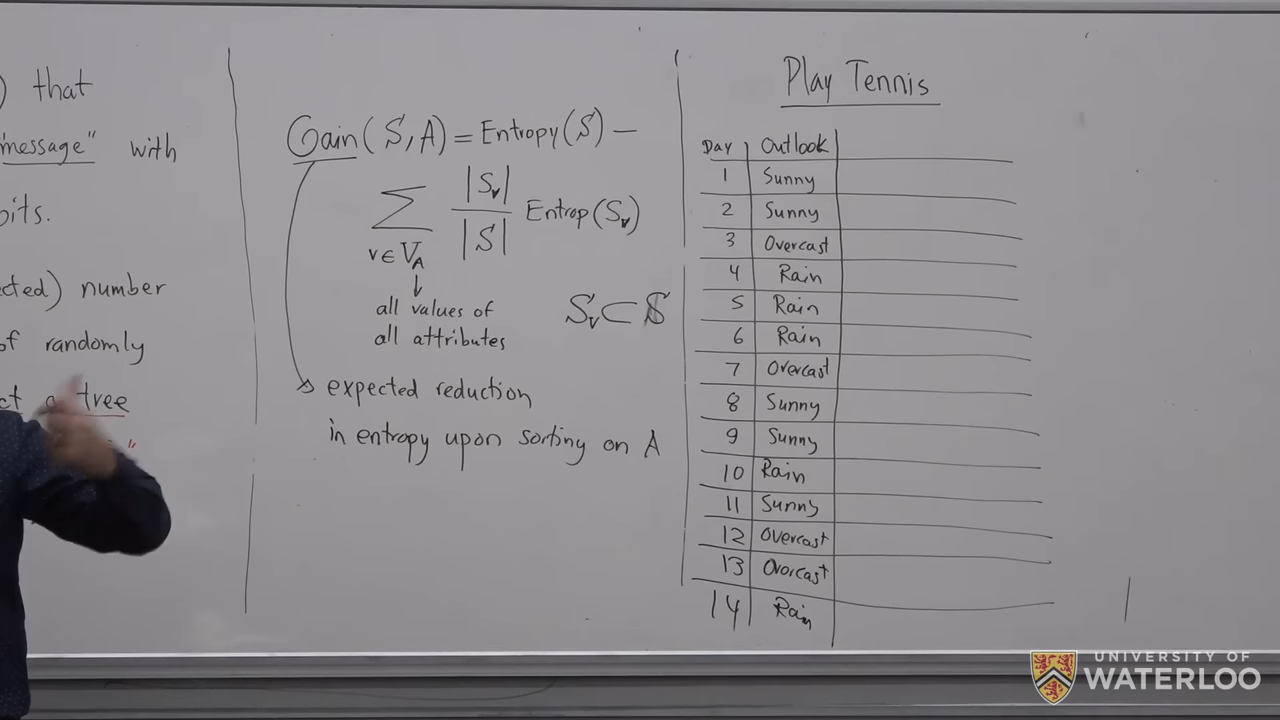 ) that
"message" with
bits.
ected) number
of randomly
ct a tree
"
Gain(S,A) = Entropy(S) −
∑ |Sv| / |S| Entrop(Sv)
v∈VA
all values of
all attributes
Sv⊂S
expected reduction
in entropy upon sorting on A
Play Tennis
Day Outlook
1 Sunny
2 Sunny
3 Overcast
4 Rain
5 Rain
6 Rain
7 Overcast
8 Sunny
9 Sunny
10 Rain
11 Sunny
12 Overcast
13 Overcast
14 Rain
UNIVERSITY OF
WATERLOO